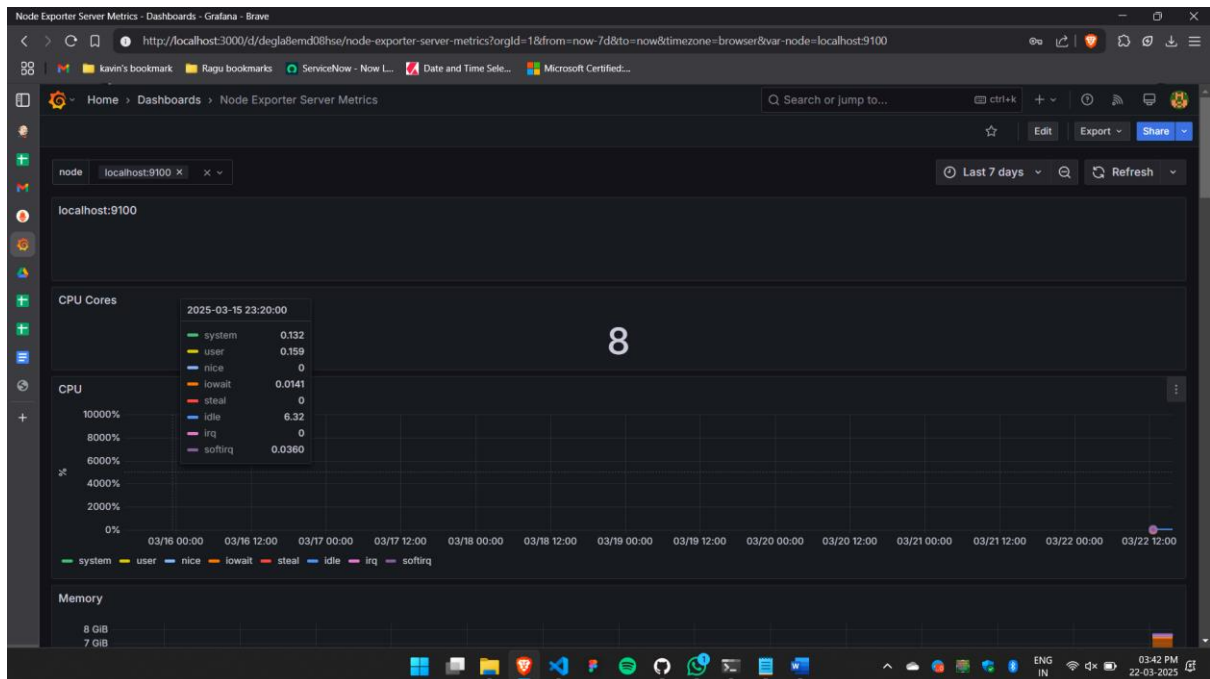 Node Exporter Server Metrics - Dashboards - Grafana - Brave
http://localhost:3000/d/degla8emd08hse/node-exporter-server-metrics?orgId=1&from=now-7d&to=now&timezone=browser&var-node=localhost:9100
kavin's bookmark Ragu bookmarks ServiceNow - Now L... Date and Time Sele... Microsoft Certified:...
Home › Dashboards › Node Exporter Server Metrics Search or jump to... ctrl+k
Edit Export Share
node localhost:9100 × Last 7 days Refresh
localhost:9100
CPU Cores
8
2025-03-15 23:20:00
system 0.132
user 0.159
nice 0
iowait 0.0141
steal 0
idle 6.32
irq 0
softirq 0.0360
CPU
10000%
8000%
6000%
4000%
2000%
0%
03/16 00:00 03/16 12:00 03/17 00:00 03/17 12:00 03/18 00:00 03/18 12:00 03/19 00:00 03/19 12:00 03/20 00:00 03/20 12:00 03/21 00:00 03/21 12:00 03/22 00:00 03/22 12:00
system user nice iowait steal idle irq softirq
Memory
8 GiB
7 GiB
ENG 03:42 PM
IN 22-03-2025